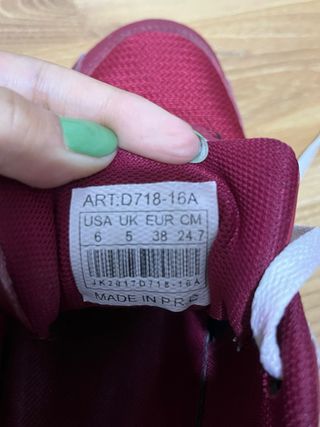 ART:D718-16A
USA UK EUR CM
6 5 38 24.7
JK2017D718-16A
MADE IN P.R.C